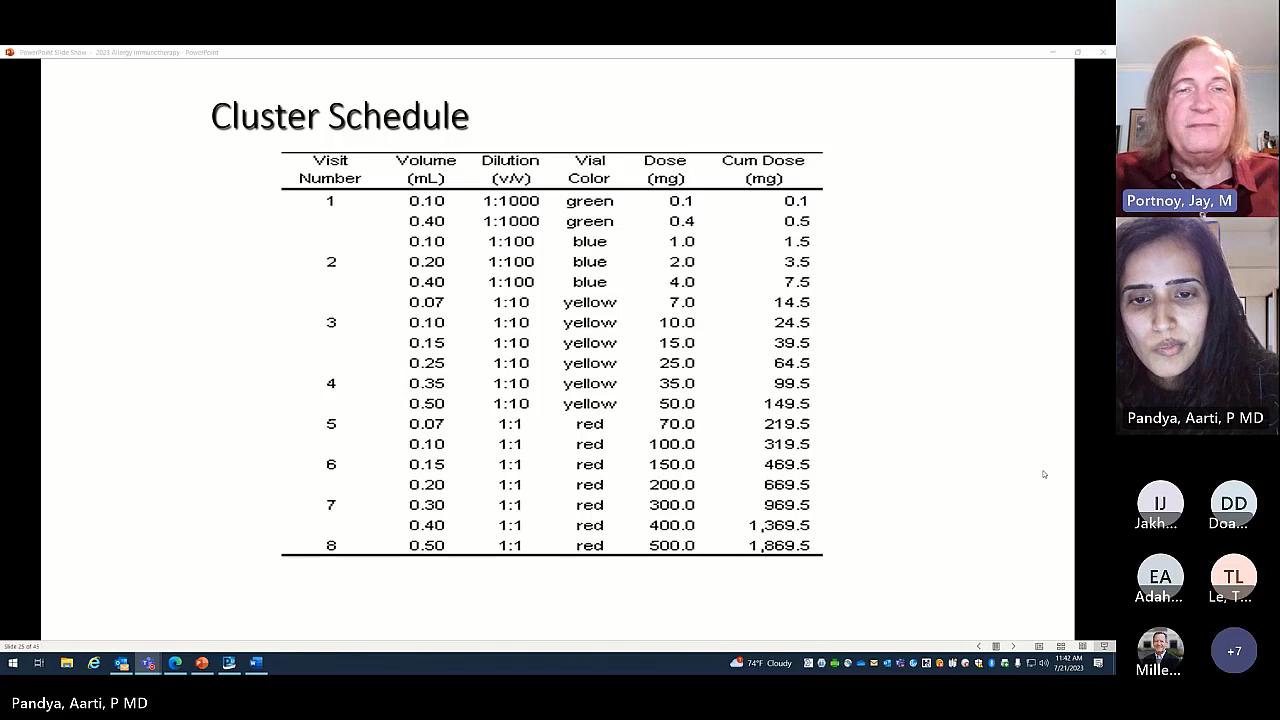 PowerPoint Slide Show - 2023 Allergy Immunotherapy - PowerPoint
Cluster Schedule
Visit Number Volume (mL) Dilution (v/v) Vial Color Dose (mg) Cum Dose (mg)
1 0.10 1:1000 green 0.1 0.1
0.40 1:1000 green 0.4 0.5
0.10 1:100 blue 1.0 1.5
2 0.20 1:100 blue 2.0 3.5
0.40 1:100 blue 4.0 7.5
0.07 1:10 yellow 7.0 14.5
3 0.10 1:10 yellow 10.0 24.5
0.15 1:10 yellow 15.0 39.5
0.25 1:10 yellow 25.0 64.5
4 0.35 1:10 yellow 35.0 99.5
0.50 1:10 yellow 50.0 149.5
5 0.07 1:1 red 70.0 219.5
0.10 1:1 red 100.0 319.5
6 0.15 1:1 red 150.0 469.5
0.20 1:1 red 200.0 669.5
7 0.30 1:1 red 300.0 969.5
0.40 1:1 red 400.0 1,369.5
8 0.50 1:1 red 500.0 1,869.5
Slide 25 of 45
74°F Cloudy
11:42 AM
7/21/2023
Portnoy, Jay, M
Pandya, Aarti, P MD
IJ DD
Jakh... Doa...
EA TL
Adah... Le, T...
+7
Mille...
Pandya, Aarti, P MD